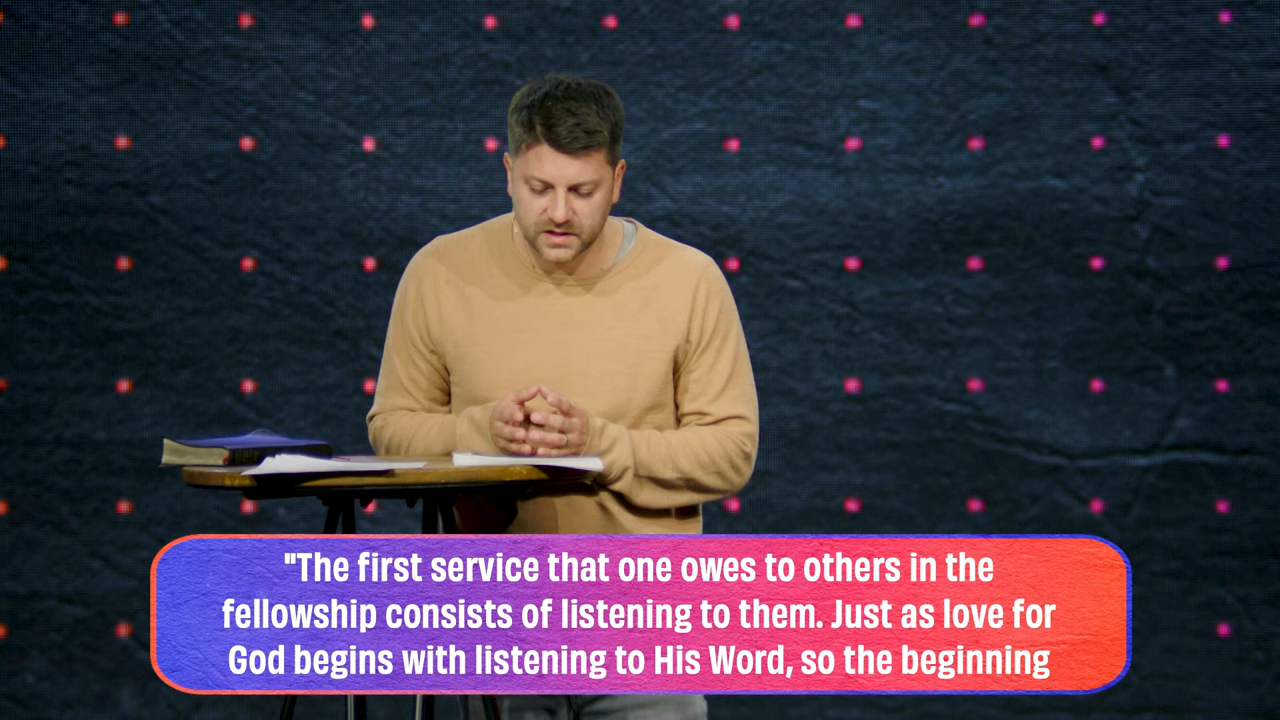 "The first service that one owes to others in the
fellowship consists of listening to them. Just as love for
God begins with listening to His Word, so the beginning